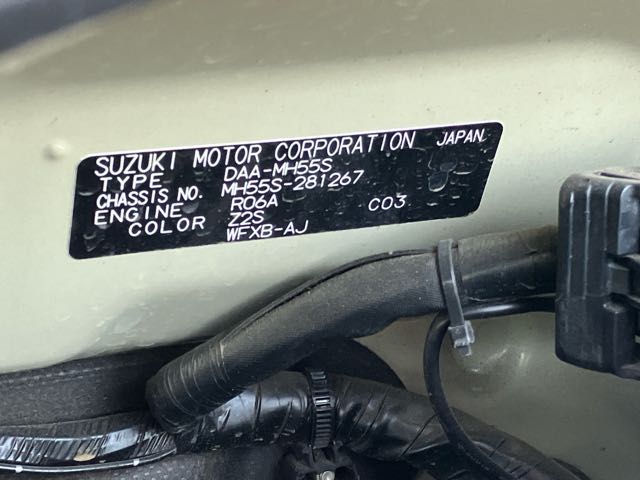 SUZUKI MOTOR CORPORATION JAPAN
TYPE DAA-MH55S
CHASSIS NO. MH55S-281267
ENGINE R06A C03
COLOR Z2S
WFXB-AJ